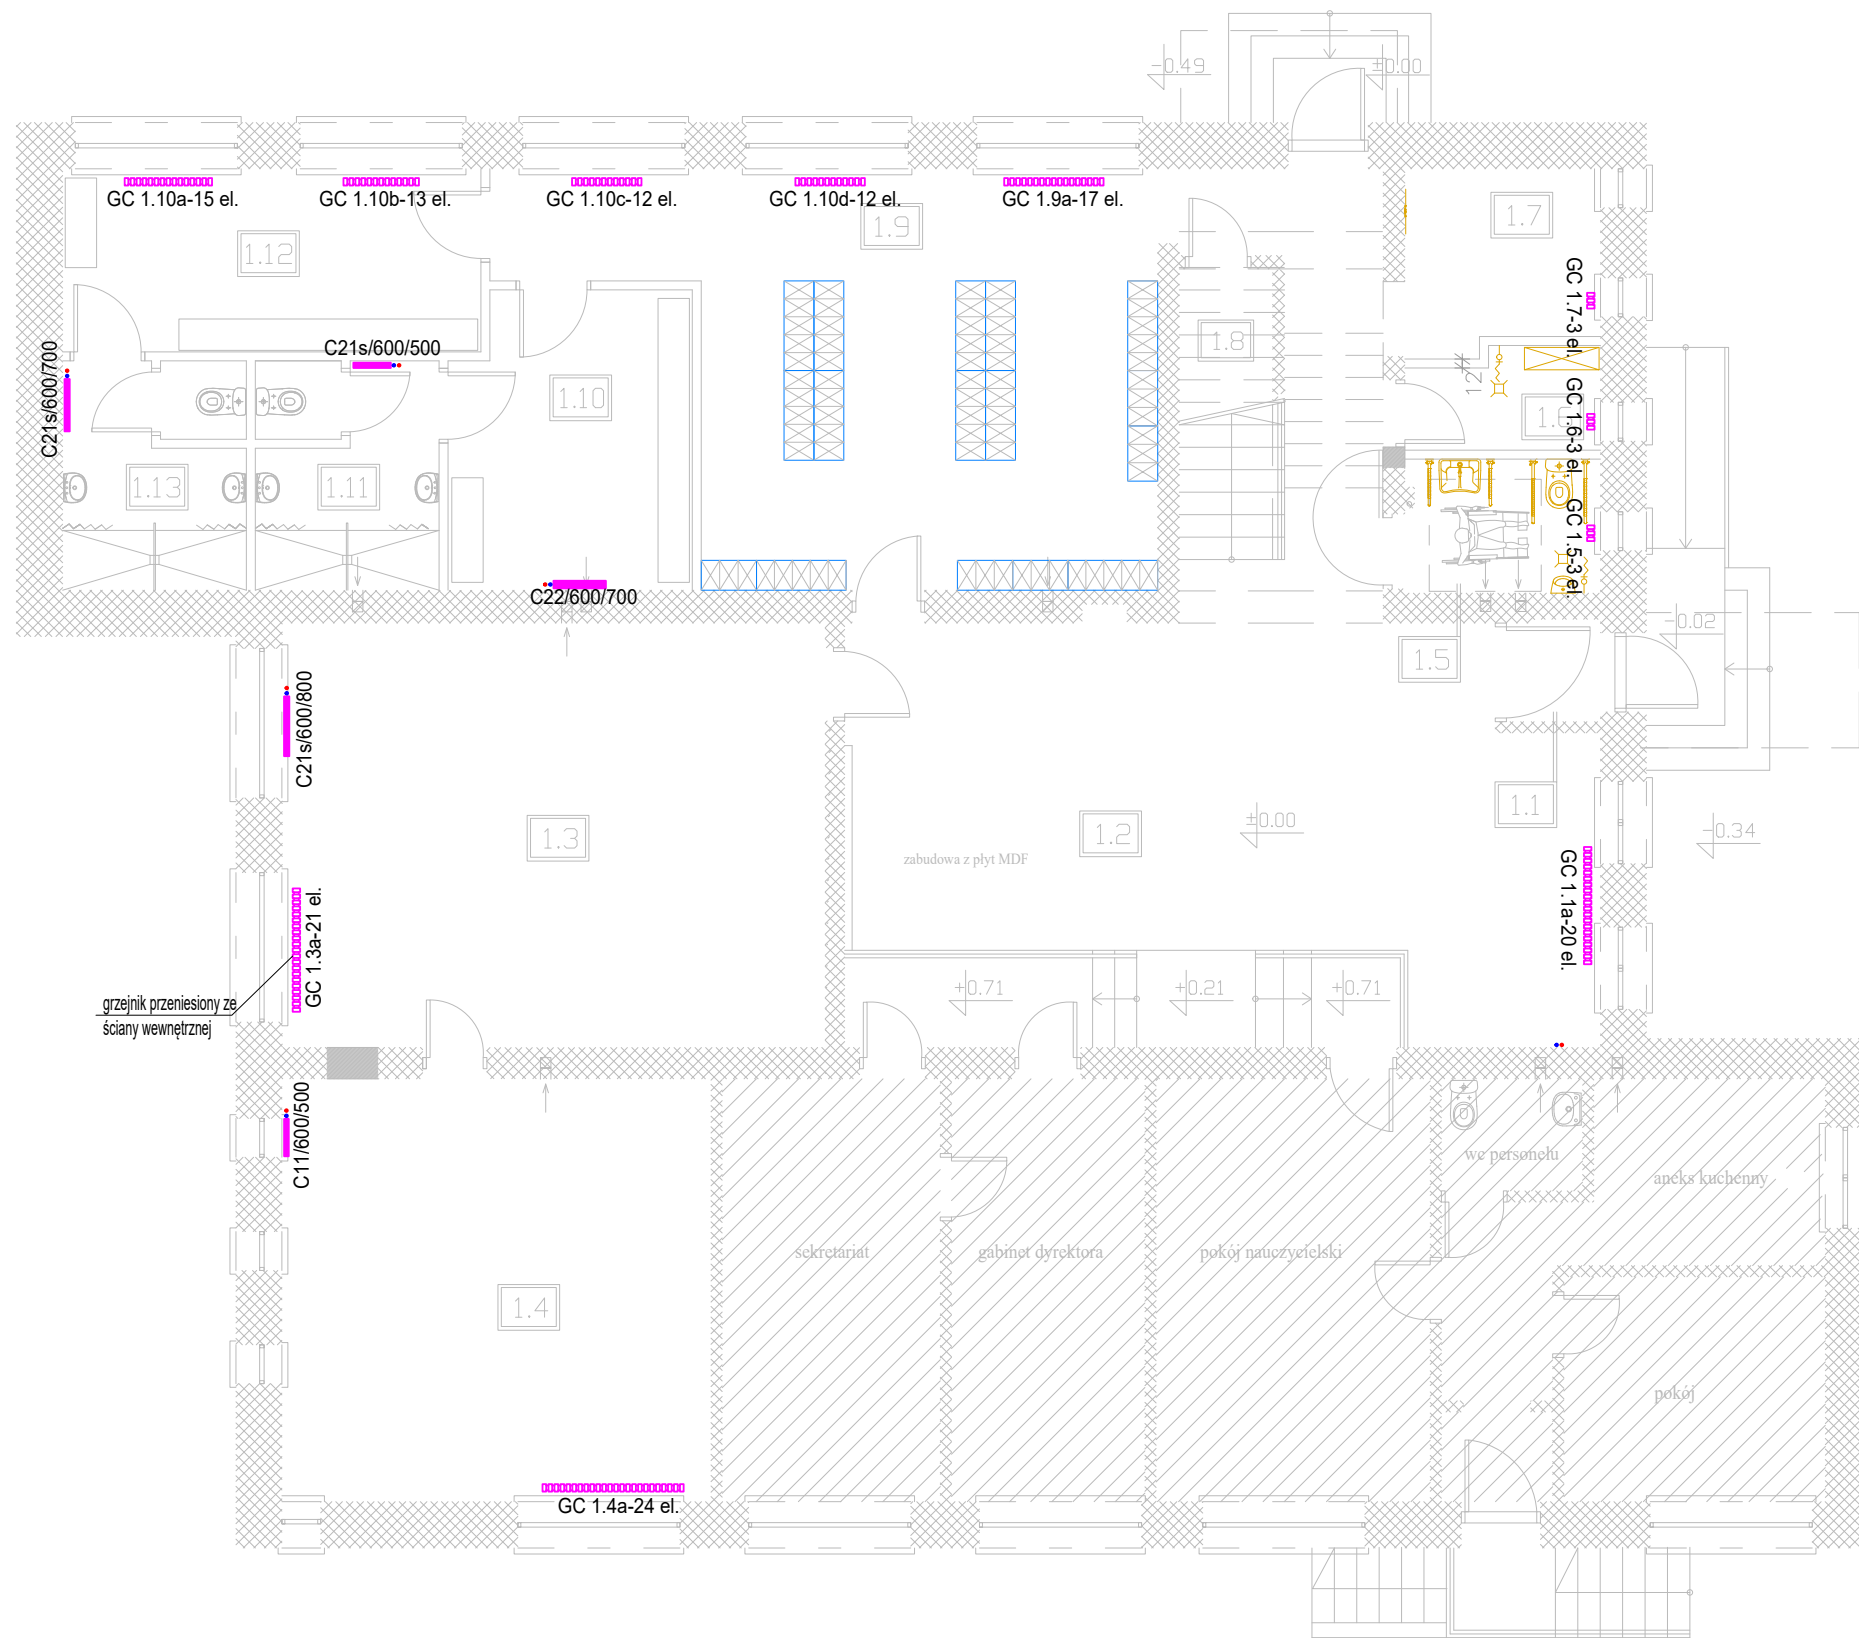 -0.49
±0.00
GC 1.10a-15 el.
GC 1.10b-13 el.
GC 1.10c-12 el.
GC 1.10d-12 el.
GC 1.9a-17 el.
1.7
1.9
1.12
GC 1.7-3 el.
C21s/600/700
C21s/600/500
1.8
12
1.10
1.6
GC 1.6-3 el.
1.13
1.11
GC 1.5-3 el.
C22/600/700
-0.02
1.5
C21s/600/800
1.3
1.2
±0.00
1.1
-0.34
zabudowa z płyt MDF
GC 1.3a-21 el.
GC 1.1a-20 el.
grzejnik przeniesiony ze
ściany wewnętrznej
+0.71
+0.21
+0.71
C11/600/500
wc personelu
aneks kuchenny
sekretariat
gabinet dyrektora
pokój nauczycielski
1.4
pokój
GC 1.4a-24 el.